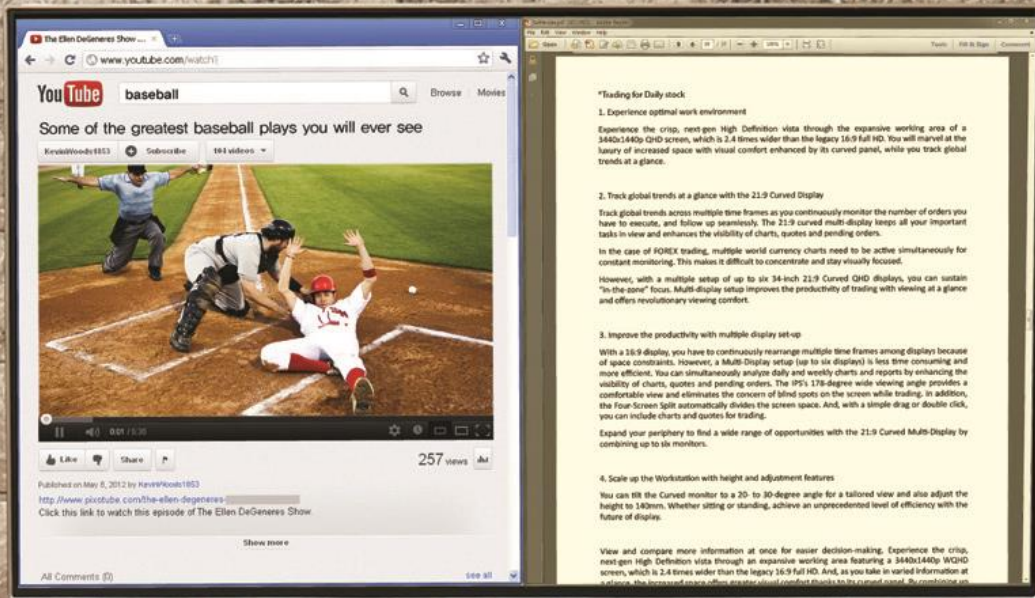 The Ellen DeGeneres Show ...
www.youtube.com/watch
YouTube
baseball
Browse
Movies
Some of the greatest baseball plays you will ever see
KevinWoods1853
Subscribe
101 videos
0:01 / 0:30
Like
Share
257 views
Published on May 8, 2012 by KevinWoods1853
http://www.pixotube.com/the-ellen-degeneres-
Click this link to watch this episode of The Ellen DeGeneres Show
Show more
All Comments (0)
see all
File Edit View Window Help
Open
Tools
Fill & Sign
Comment
*Trading for Daily stock
1. Experience optimal work environment
Experience the crisp, next-gen High Definition vista through the expansive working area of a
3440x1440p QHD screen, which is 2.4 times wider than the legacy 16:9 full HD. You will marvel at the
luxury of increased space with visual comfort enhanced by its curved panel, while you track global
trends at a glance.
2. Track global trends at a glance with the 21:9 Curved Display
Track global trends across multiple time frames as you continuously monitor the number of orders you
have to execute, and follow up seamlessly. The 21:9 curved multi-display keeps all your important
tasks in view and enhances the visibility of charts, quotes and pending orders.
In the case of FOREX trading, multiple world currency charts need to be active simultaneously for
constant monitoring. This makes it difficult to concentrate and stay visually focused.
However, with a multiple setup of up to six 34-inch 21:9 Curved QHD displays, you can sustain
"in-the-zone" focus. Multi-display setup improves the productivity of trading with viewing at a glance
and offers revolutionary viewing comfort.
3. Improve the productivity with multiple display set-up
With a 16:9 display, you have to continuously rearrange multiple time frames among displays because
of space constraints. However, a Multi-Display setup (up to six displays) is less time consuming and
more efficient. You can simultaneously analyze daily and weekly charts and reports by enhancing the
visibility of charts, quotes and pending orders. The IPS's 178-degree wide viewing angle provides a
comfortable view and eliminates the concern of blind spots on the screen while trading. In addition,
the Four-Screen Split automatically divides the screen space. And, with a simple drag or double click,
you can include charts and quotes for trading.
Expand your periphery to find a wide range of opportunities with the 21:9 Curved Multi-Display by
combining up to six monitors.
4. Scale up the Workstation with height and adjustment features
You can tilt the Curved monitor to a 20- to 30-degree angle for a tailored view and also adjust the
height to 140mm. Whether sitting or standing, achieve an unprecedented level of efficiency with the
future of display.
View and compare more information at once for easier decision-making. Experience the crisp,
next-gen High Definition vista through an expansive working area featuring a 3440x1440p WQHD
screen, which is 2.4 times wider than the legacy 16:9 full HD. And, as you take in varied information at
a glance, the increased space offers greater visual comfort thanks to its curved panel. By combining up